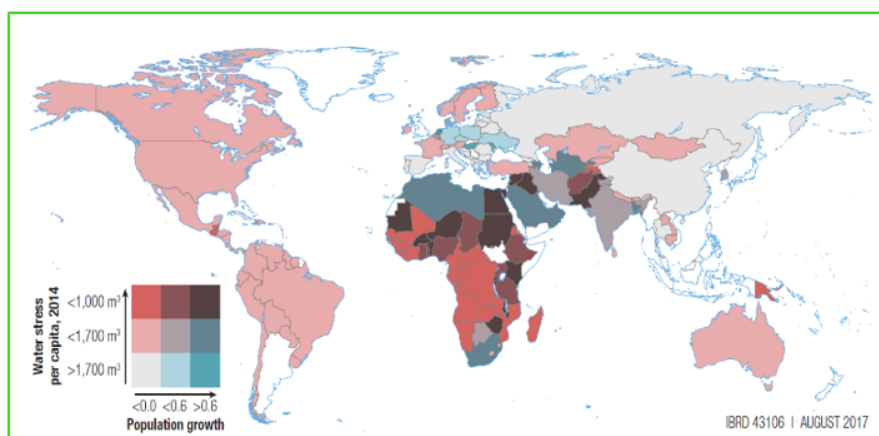 Water stress
per capita, 2014
<1,000 m³
<1,700 m³
>1,700 m³
<0.0 <0.6 >0.6
Population growth
IBRD 43106 | AUGUST 2017